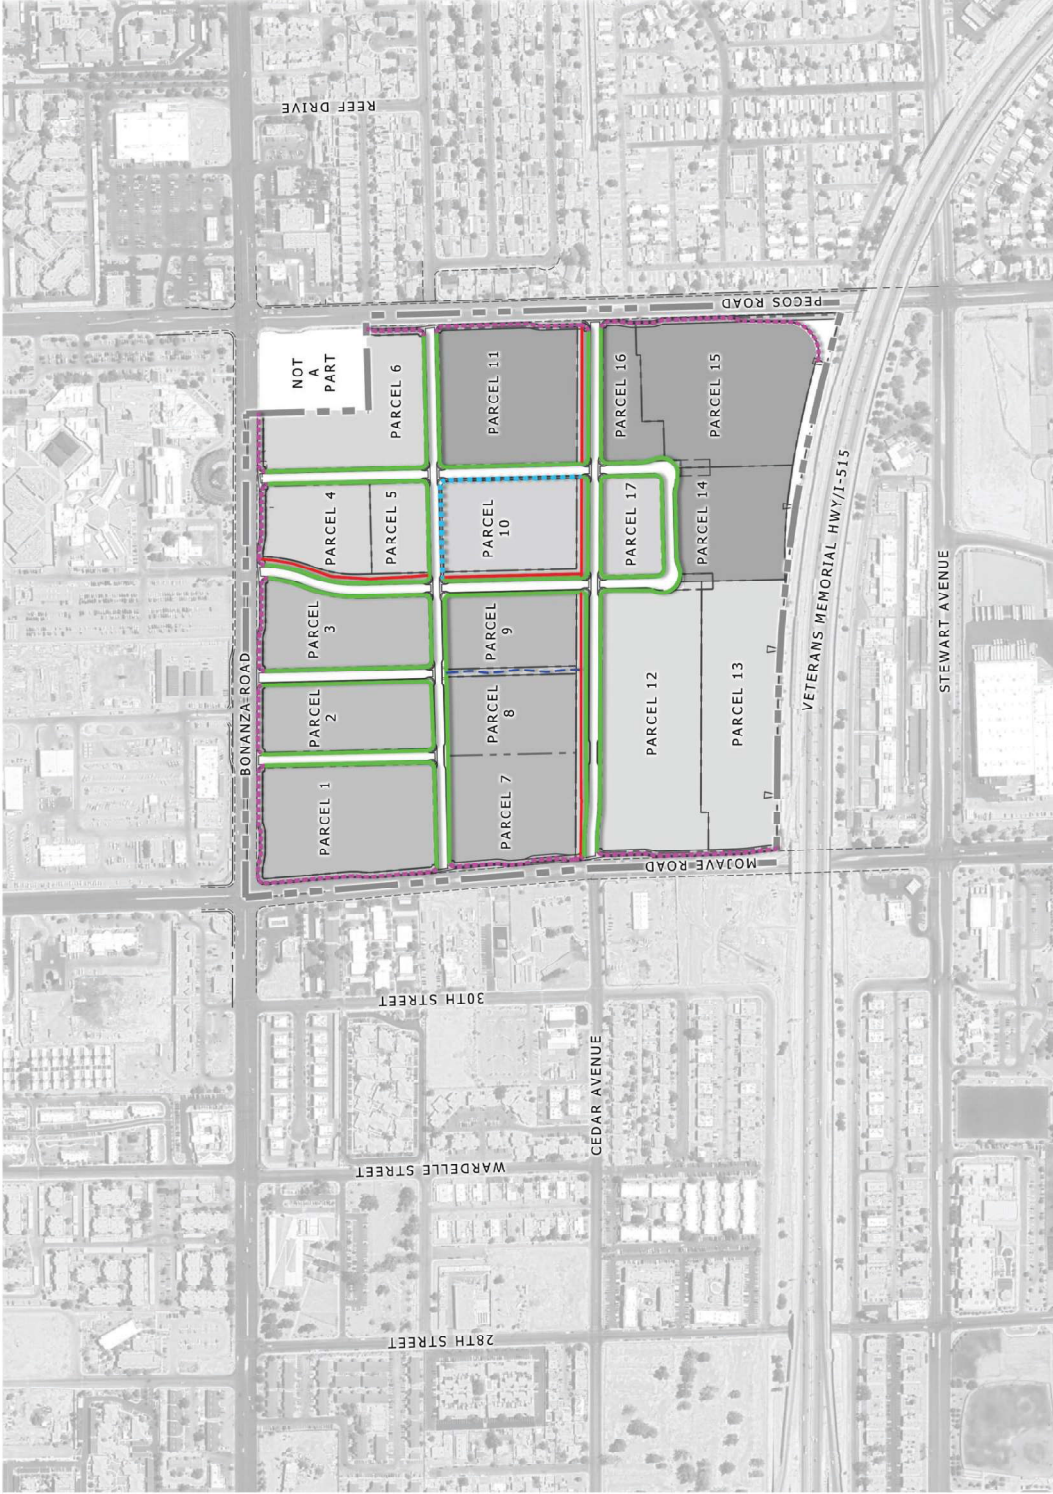 REEF DRIVE
BONANZA ROAD
NOT
A
PART
PECOS ROAD
PARCEL 6
PARCEL 11
PARCEL 16
PARCEL 15
PARCEL 4
PARCEL 5
PARCEL
10
PARCEL 17
PARCEL 14
PARCEL
3
PARCEL
9
PARCEL
2
PARCEL
8
PARCEL 12
PARCEL 13
PARCEL 1
PARCEL 7
MOJAVE ROAD
VETERANS MEMORIAL HWY/I-515
STEWART AVENUE
30TH STREET
CEDAR AVENUE
WARDELLE STREET
28TH STREET